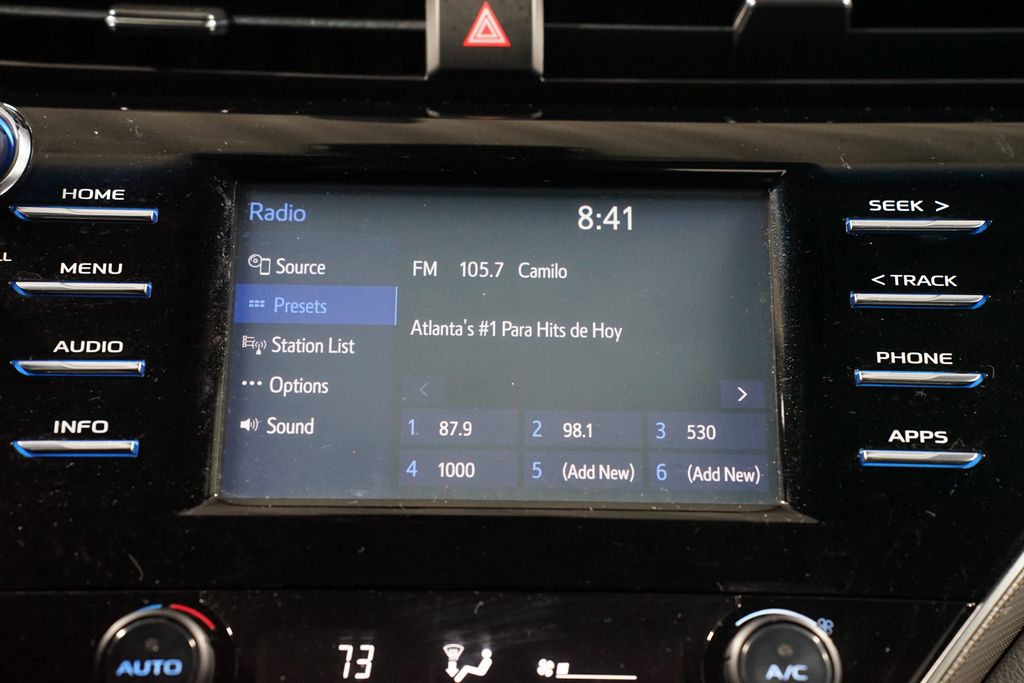 HOME
MENU
AUDIO
INFO
Radio
8:41
Source
Presets
Station List
Options
Sound
FM 105.7 Camilo
Atlanta's #1 Para Hits de Hoy
< >
1 87.9 2 98.1 3 530
4 1000 5 (Add New) 6 (Add New)
SEEK >
< TRACK
PHONE
APPS
AUTO
73
A/C